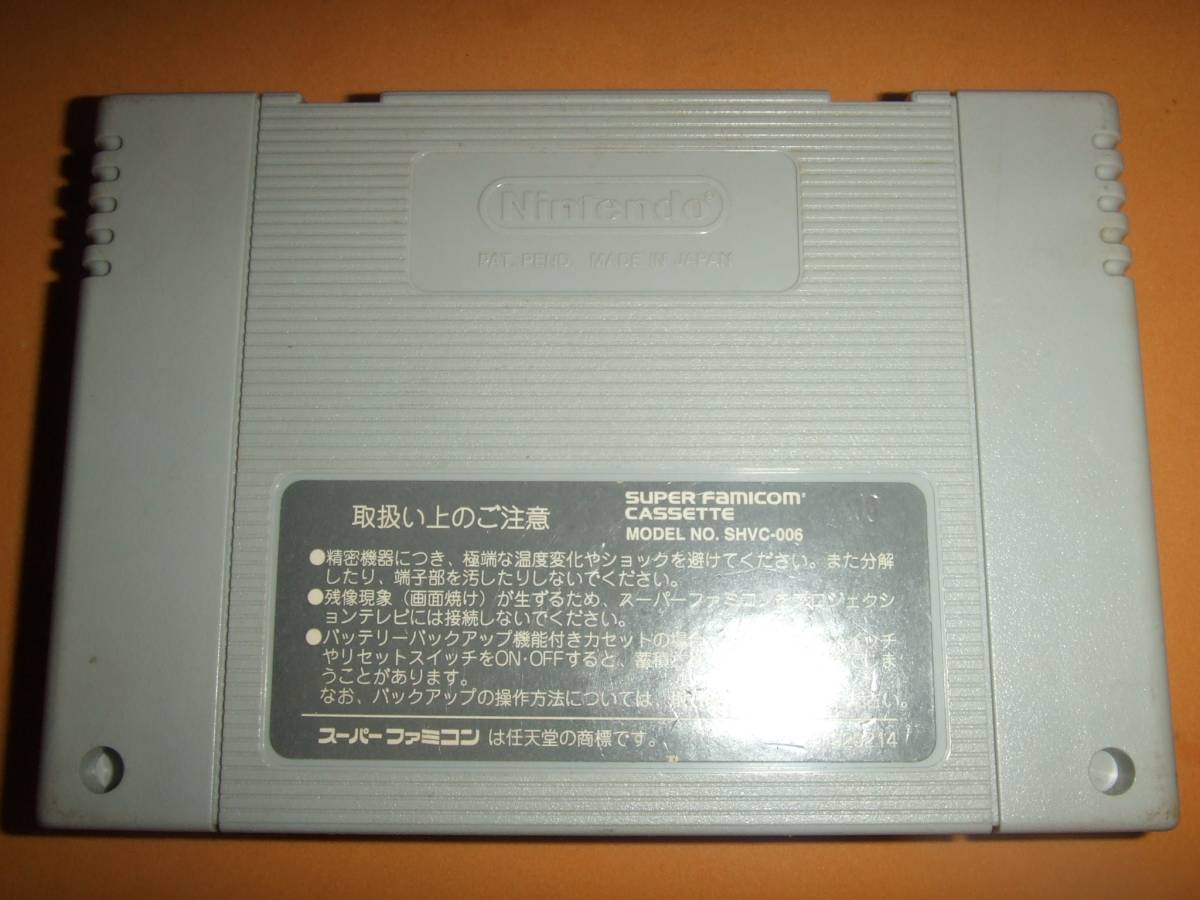 Nintendo®
PAT. PEND. MADE IN JAPAN
取扱い上のご注意
SUPER FAMICOM
CASSETTE
MODEL NO. SHVC-006
10
●精密機器につき、極端な温度変化やショックを避けてください。また分解
したり、端子部を汚したりしないでください。
●残像現象（画面焼け）が生ずるため、スーパーファミコンをプロジェクシ
ョンテレビには接続しないでください。
●バッテリーバックアップ機能付きカセットの場合 イッチ
やリセットスイッチをON・OFFすると、蓄積 しま
うことがあります。
なお、バックアップの操作方法については、 さい。
スーパーファミコン は任天堂の商標です。